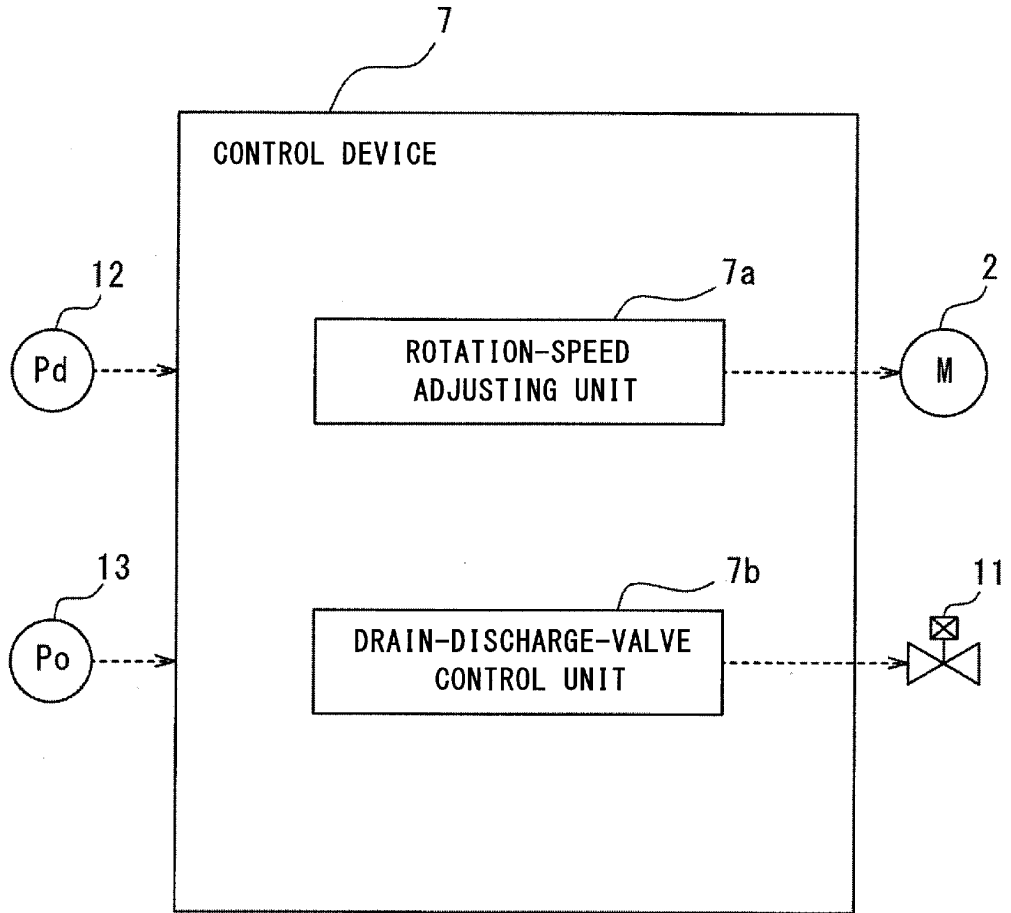 7
CONTROL DEVICE
12
7a
2
Pd
ROTATION-SPEED
ADJUSTING UNIT
M
13
7b
11
Po
DRAIN-DISCHARGE-VALVE
CONTROL UNIT